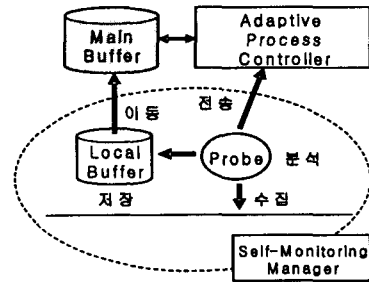 Main
Buffer
Adaptive
Process
Controller
이동
전송
Local
Buffer
저장
Probe
분석
수집
Self-Monitoring
Manager